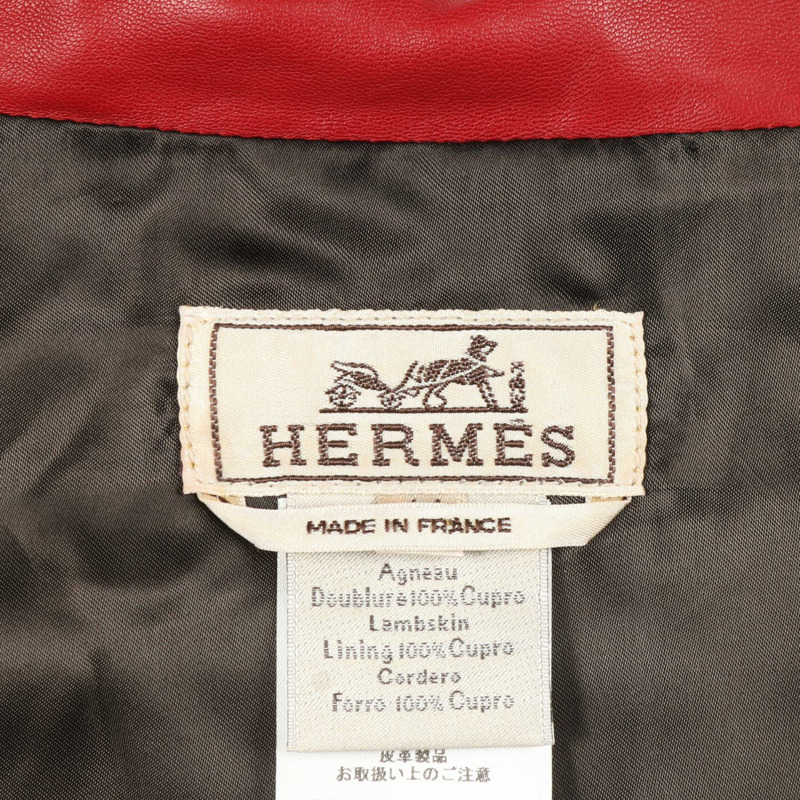 HERMÈS
MADE IN FRANCE
Agneau
Doublure 100% Cupro
Lambskin
Lining 100% Cupro
Cordero
Forro 100% Cupro
皮革製品
お取扱い上のご注意